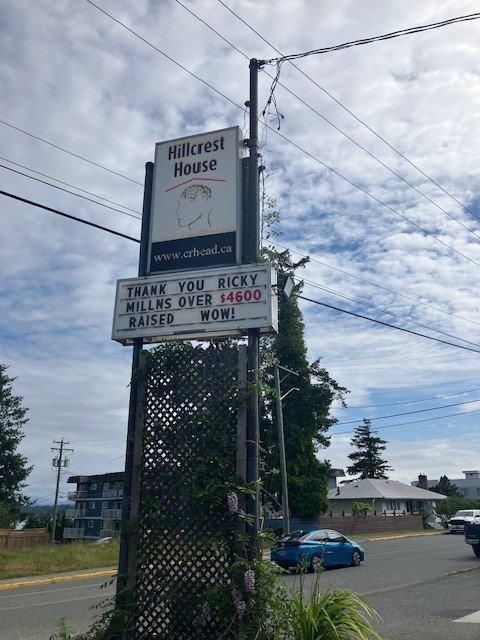 Hillcrest
House
www.crhead.ca
THANK YOU RICKY
MILLNS OVER $4600
RAISED WOW!